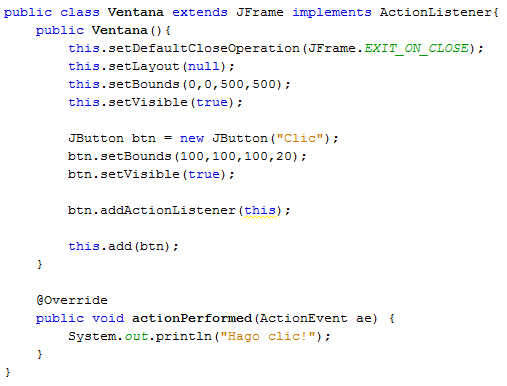 public class Ventana extends JFrame implements ActionListener{
    public Ventana(){
        this.setDefaultCloseOperation(JFrame.EXIT_ON_CLOSE);
        this.setLayout(null);
        this.setBounds(0,0,500,500);
        this.setVisible(true);

        JButton btn = new JButton("Clic");
        btn.setBounds(100,100,100,20);
        btn.setVisible(true);

        btn.addActionListener(this);

        this.add(btn);
    }

    @Override
    public void actionPerformed(ActionEvent ae) {
        System.out.println("Hago clic!");
    }
}